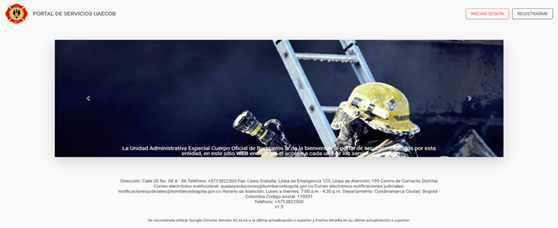 PORTAL DE SERVICIOS UAECOB
INICIAR SESIÓN
REGISTRARME
La Unidad Administrativa Especial Cuerpo Oficial de Bomberos le da la bienvenida al portal de servicios por esta
entidad, en este sitio WEB el acceso a cada uno de los
Dirección: Calle 20 No. 68 A - 06 Teléfono: +5713822500 Fax: Línea Gratuita: Línea de Emergencia 123, Línea de Atención: 195 Centro de Contacto Distrital
Correo electrónico institucional: quejasysoluciones@bomberosbogota.gov.co Correo electrónico notificaciones judiciales:
notificacionesjudiciales@bomberosbogota.gov.co Horario de Atención: Lunes a Viernes: 7:00 a.m - 4:30 p.m. Departamento: Cundinamarca Ciudad: Bogotá -
Colombia Código postal: 110931
Teléfono: +5713822500
v1.5
Se recomienda utilizar Google Chrome Versión 90.xx.xx o la última actualización o superior y Firefox Mozilla en su última actualización o superior.